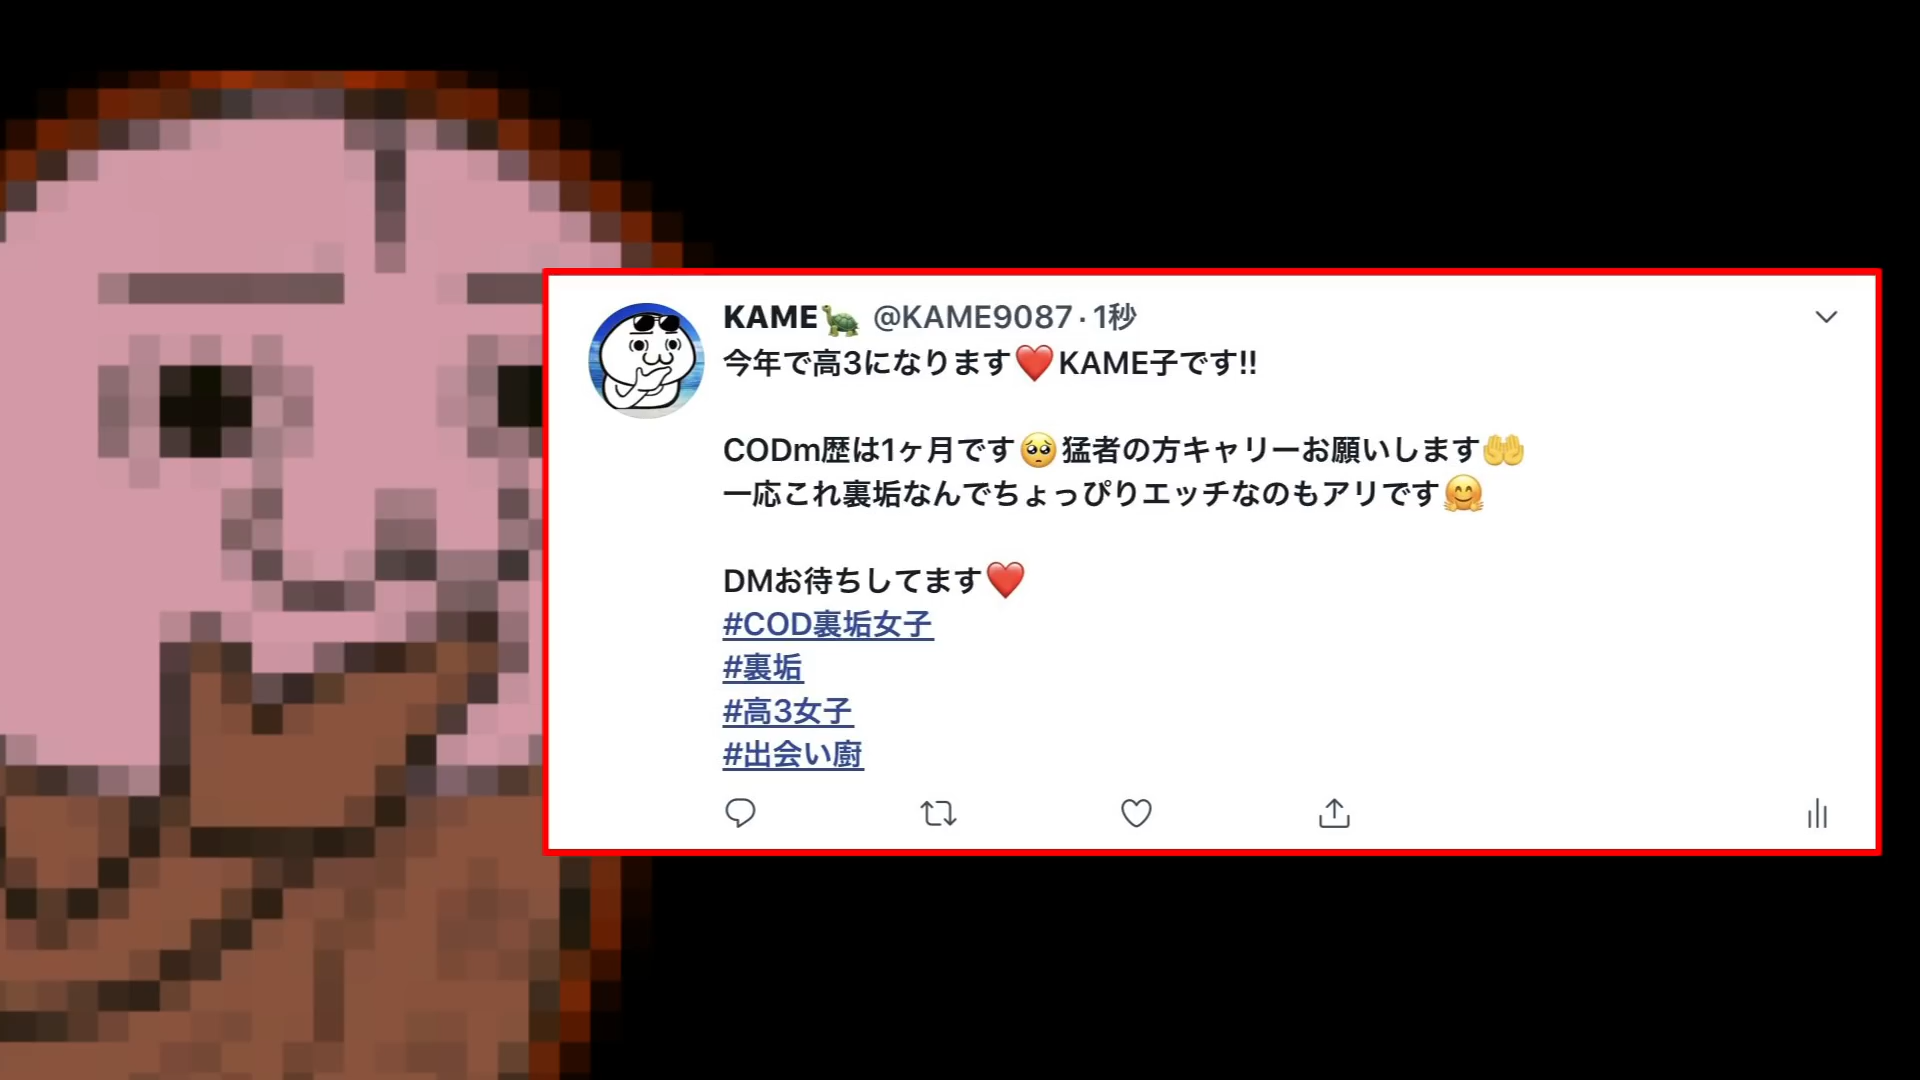 KAME🐢 @KAME9087 · 1秒
今年で高3になります❤️KAME子です!!
CODm歴は1ヶ月です🥺猛者の方キャリーお願いします🤲
一応これ裏垢なんでちょっぴりエッチなのもアリです🤗
DMお待ちしてます❤️
#COD裏垢女子
#裏垢
#高3女子
#出会い廚